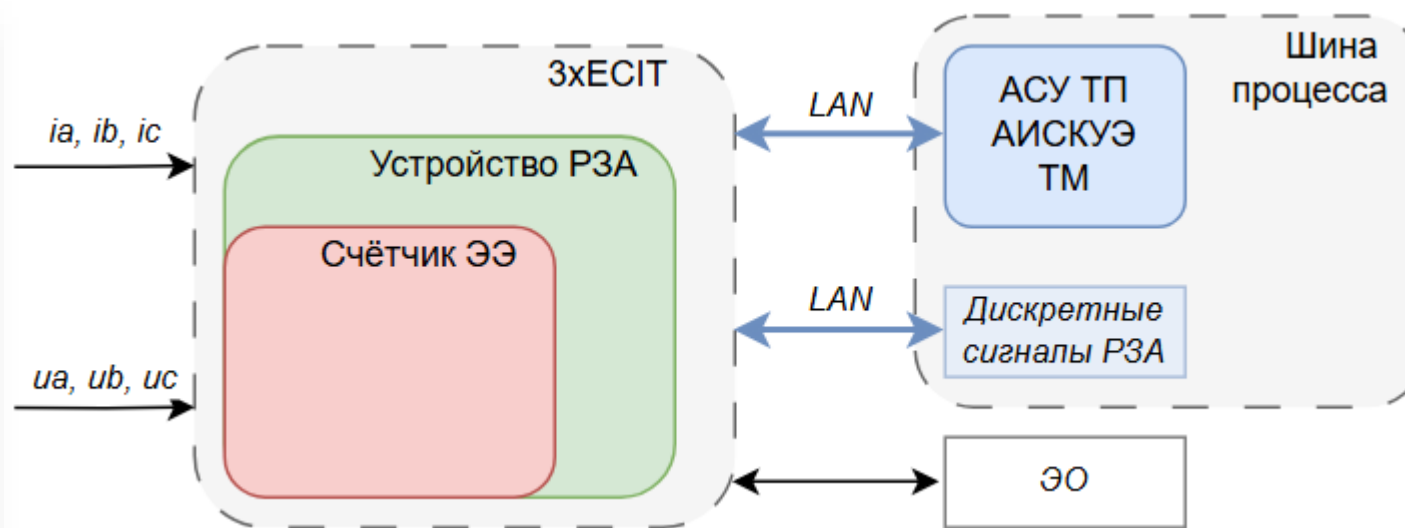 3xECIT
ia, ib, ic
Устройство РЗА
Счётчик ЭЭ
ua, ub, uc
LAN
LAN
Шина
процесса
АСУ ТП
АИСКУЭ
ТМ
Дискретные
сигналы РЗА
ЭО